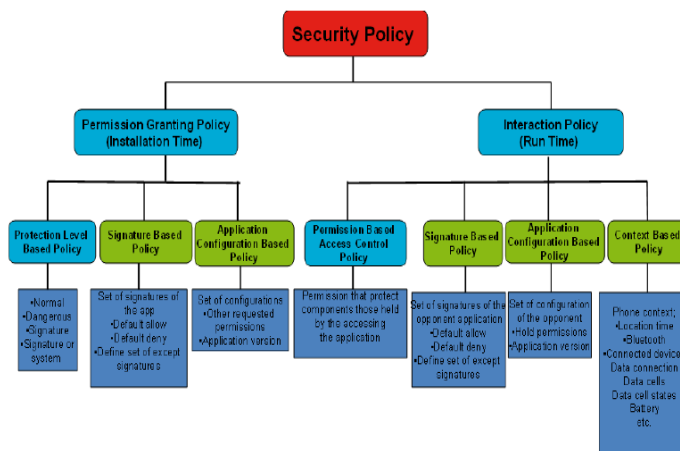 Security Policy
Permission Granting Policy
(Installation Time)
Interaction Policy
(Run Time)
Protection Level
Based Policy
Signature Based
Policy
Application
Configuration Based
Policy
Permission Based
Access Control
Policy
Signature Based
Policy
Application
Configuration Based
Policy
Context Based
Policy
•Normal
•Dangerous
•Signature
•Signature or
system
Set of signatures of
the app
•Default allow
•Default deny
•Define set of except
signatures
Set of configurations
•Other requested
permissions
•Application version
Permission that protect
components those held
by the accessing
the application
Set of signatures of the
opponent application
•Default allow
•Default deny
•Define set of except
signatures
Set of configuration of
the opponent
•Hold permissions
•Application version
Phone context;
•Location time
•Bluetooth
•Connected device
Data connection
Data cells
Data cell states
Battery
etc.